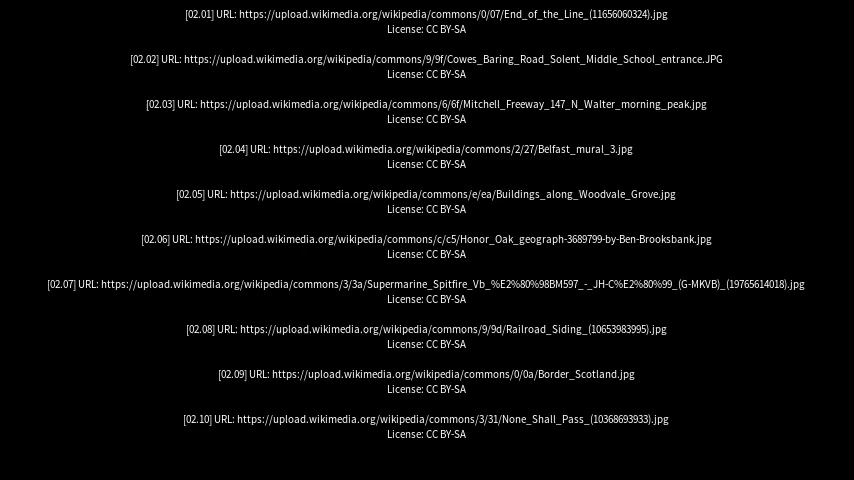 [02.01] URL: https://upload.wikimedia.org/wikipedia/commons/0/07/End_of_the_Line_(11656060324).jpg
License: CC BY-SA
[02.02] URL: https://upload.wikimedia.org/wikipedia/commons/9/9f/Cowes_Baring_Road_Solent_Middle_School_entrance.JPG
License: CC BY-SA
[02.03] URL: https://upload.wikimedia.org/wikipedia/commons/6/6f/Mitchell_Freeway_147_N_Walter_morning_peak.jpg
License: CC BY-SA
[02.04] URL: https://upload.wikimedia.org/wikipedia/commons/2/27/Belfast_mural_3.jpg
License: CC BY-SA
[02.05] URL: https://upload.wikimedia.org/wikipedia/commons/e/ea/Buildings_along_Woodvale_Grove.jpg
License: CC BY-SA
[02.06] URL: https://upload.wikimedia.org/wikipedia/commons/c/c5/Honor_Oak_geograph-3689799-by-Ben-Brooksbank.jpg
License: CC BY-SA
[02.07] URL: https://upload.wikimedia.org/wikipedia/commons/3/3a/Supermarine_Spitfire_Vb_%E2%80%98BM597_-_JH-C%E2%80%99_(G-MKVB)_(19765614018).jpg
License: CC BY-SA
[02.08] URL: https://upload.wikimedia.org/wikipedia/commons/9/9d/Railroad_Siding_(10653983995).jpg
License: CC BY-SA
[02.09] URL: https://upload.wikimedia.org/wikipedia/commons/0/0a/Border_Scotland.jpg
License: CC BY-SA
[02.10] URL: https://upload.wikimedia.org/wikipedia/commons/3/31/None_Shall_Pass_(10368693933).jpg
License: CC BY-SA